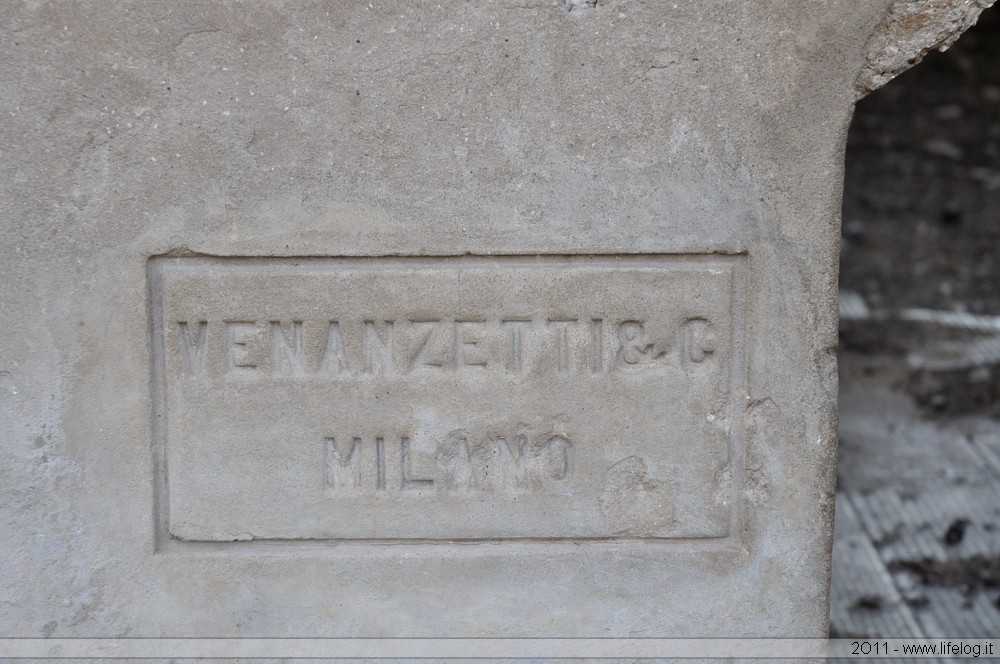 VENANZETTI & C
MILANO
2011 - www.lifelog.it